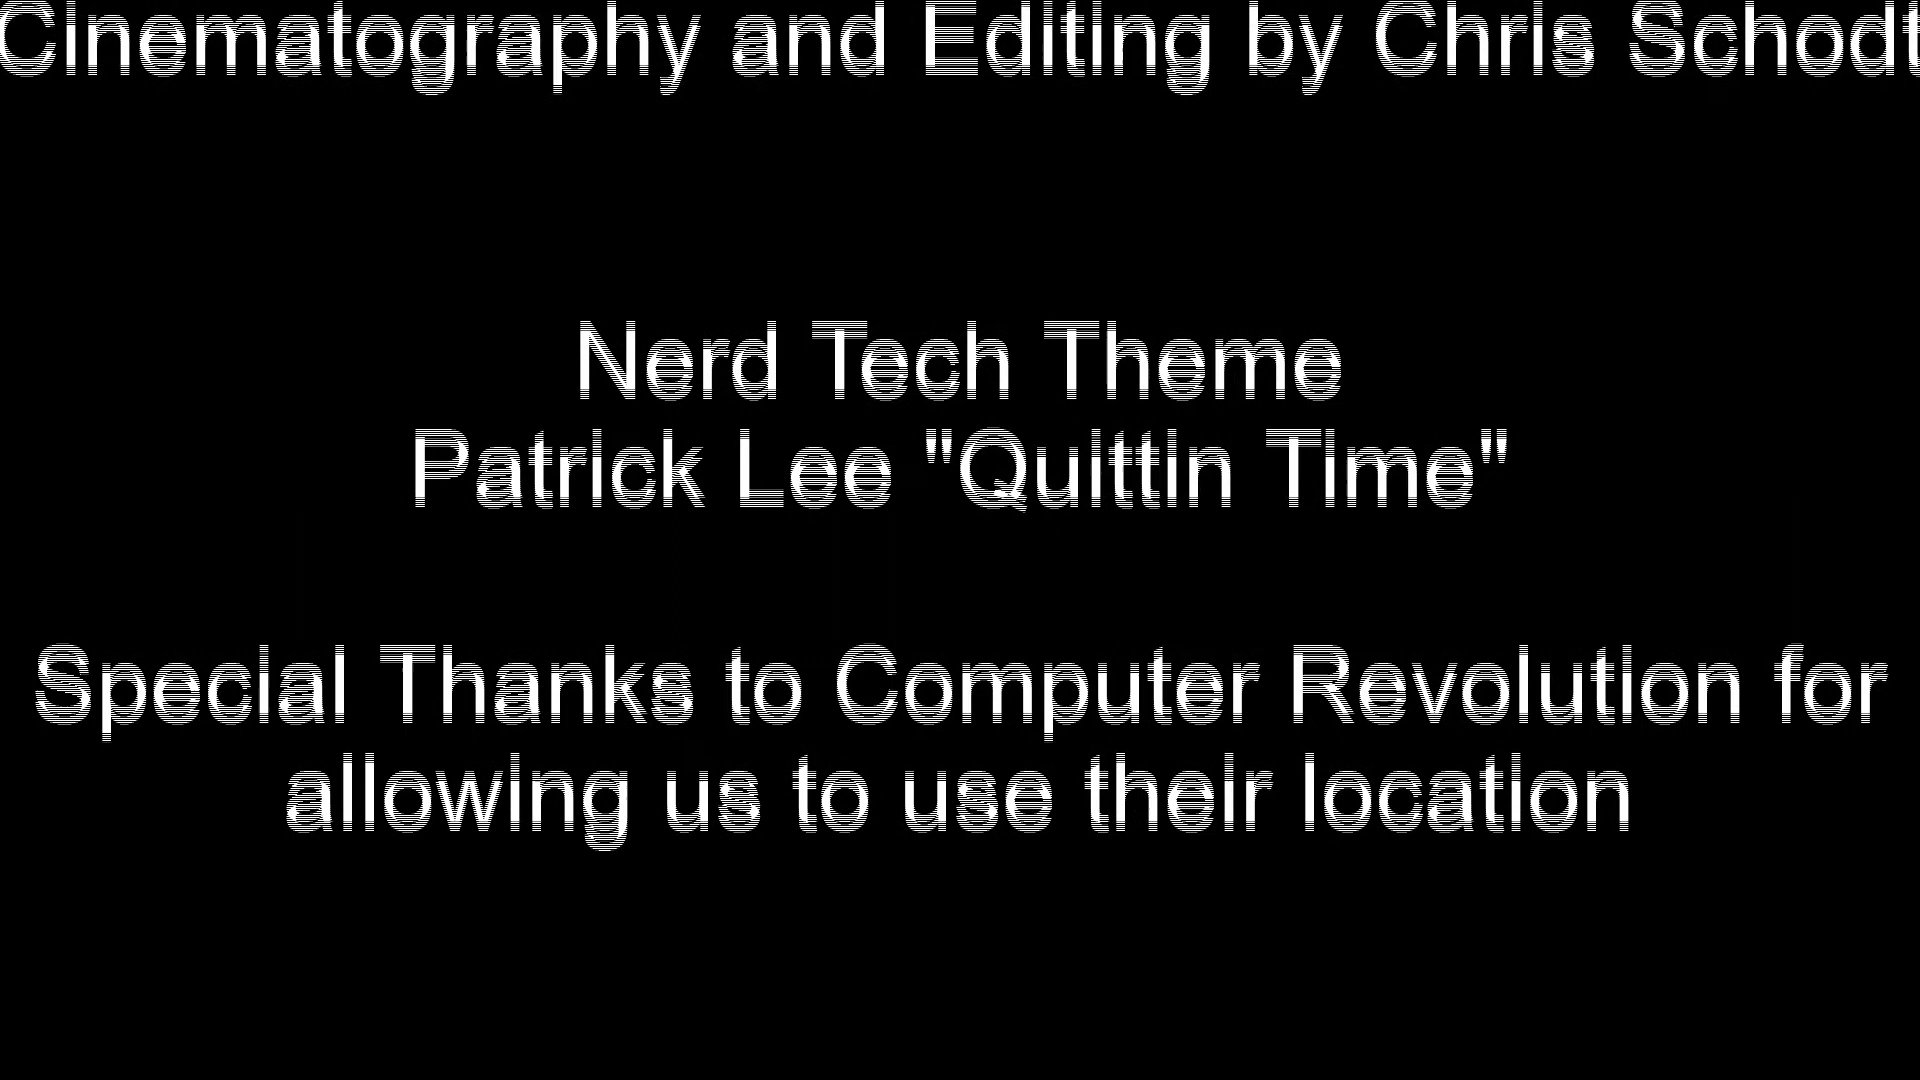 Cinematography and Editing by Chris Schodt
Nerd Tech Theme
Patrick Lee "Quittin Time"
Special Thanks to Computer Revolution for
allowing us to use their location